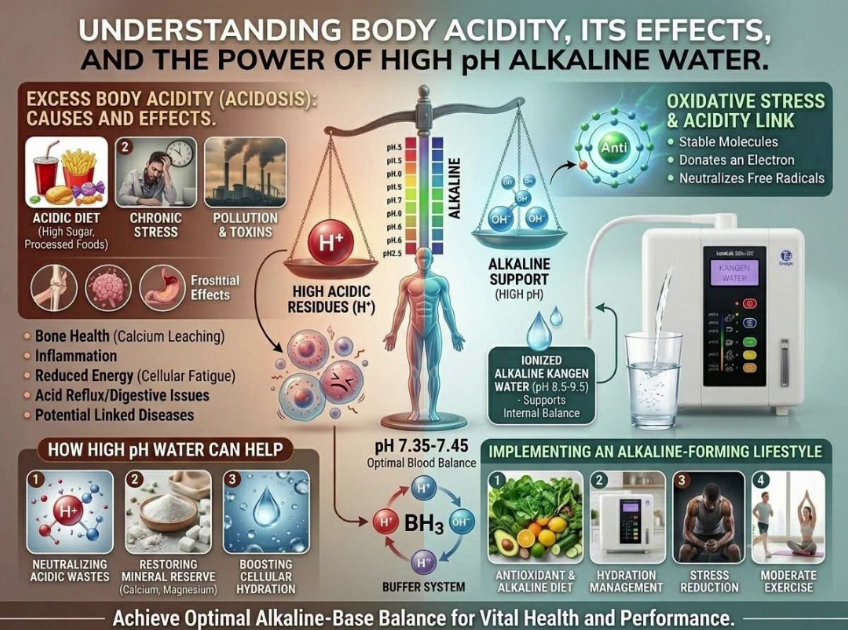 UNDERSTANDING BODY ACIDITY, ITS EFFECTS,
AND THE POWER OF HIGH pH ALKALINE WATER.
EXCESS BODY ACIDITY (ACIDOSIS):
CAUSES AND EFFECTS.
ACIDIC DIET
(High Sugar,
Processed Foods)
2
CHRONIC
STRESS
POLLUTION
& TOXINS
Froshtial
Effects
Bone Health (Calcium Leaching)
Inflammation
Reduced Energy (Cellular Fatigue)
Acid Reflux/Digestive Issues
Potential Linked Diseases
H+
HIGH ACIDIC
RESIDUES (H+)
pH.5
pH.5
pH.0
pH.7
pH.0
pH.6
pH.6
pH2.5
ALKALINE
OH-
OH-
ALKALINE
SUPPORT
(HIGH pH)
OXIDATIVE STRESS
& ACIDITY LINK
Anti
Stable Molecules
Donates an Electron
Neutralizes Free Radicals
KANGEN
WATER
IONIZED
ALKALINE KANGEN
WATER (pH 8.5-9.5)
- Supports
Internal Balance
pH 7.35-7.45
Optimal Blood Balance
H+
H+
BH3
OH-
BUFFER SYSTEM
HOW HIGH pH WATER CAN HELP
1
H+
NEUTRALIZING
ACIDIC WASTES
2
RESTORING
MINERAL RESERVE
(Calcium, Magnesium)
3
BOOSTING
CELLULAR
HYDRATION
IMPLEMENTING AN ALKALINE-FORMING LIFESTYLE
1
ANTIOXIDANT
& ALKALINE DIET
2
HYDRATION
MANAGEMENT
3
STRESS
REDUCTION
4
MODERATE
EXERCISE
Achieve Optimal Alkaline-Base Balance for Vital Health and Performance.